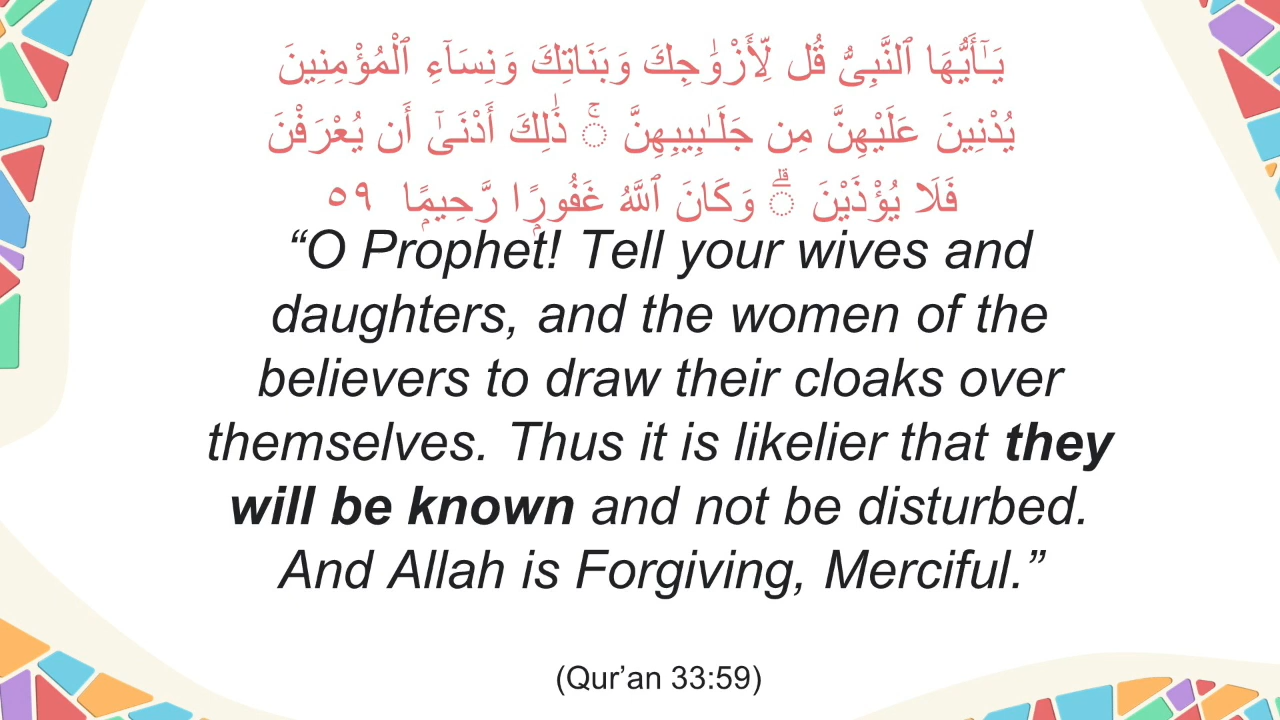 يَـٰٓأَيُّهَا ٱلنَّبِىُّ قُل لِّأَزْوَٰجِكَ وَبَنَاتِكَ وَنِسَآءِ ٱلْمُؤْمِنِينَ
يُدْنِينَ عَلَيْهِنَّ مِن جَلَـٰبِيبِهِنَّ ۚ ذَٰلِكَ أَدْنَىٰٓ أَن يُعْرَفْنَ
فَلَا يُؤْذَيْنَ ۗ وَكَانَ ٱللَّهُ غَفُورًۭا رَّحِيمًۭا ٥٩
“O Prophet! Tell your wives and
daughters, and the women of the
believers to draw their cloaks over
themselves. Thus it is likelier that they
will be known and not be disturbed.
And Allah is Forgiving, Merciful.”
(Qur’an 33:59)